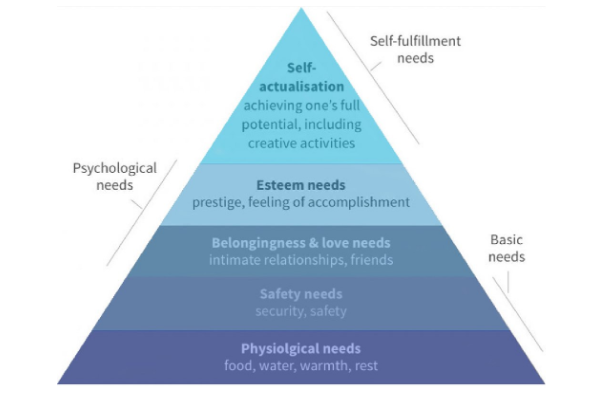 Self-fulfillment
needs
Self-
actualisation
achieving one's full
potential, including
creative activities
Psychological
needs
Esteem needs
prestige, feeling of accomplishment
Belongingness & love needs
intimate relationships, friends
Basic
needs
Safety needs
security, safety
Physiolgical needs
food, water, warmth, rest